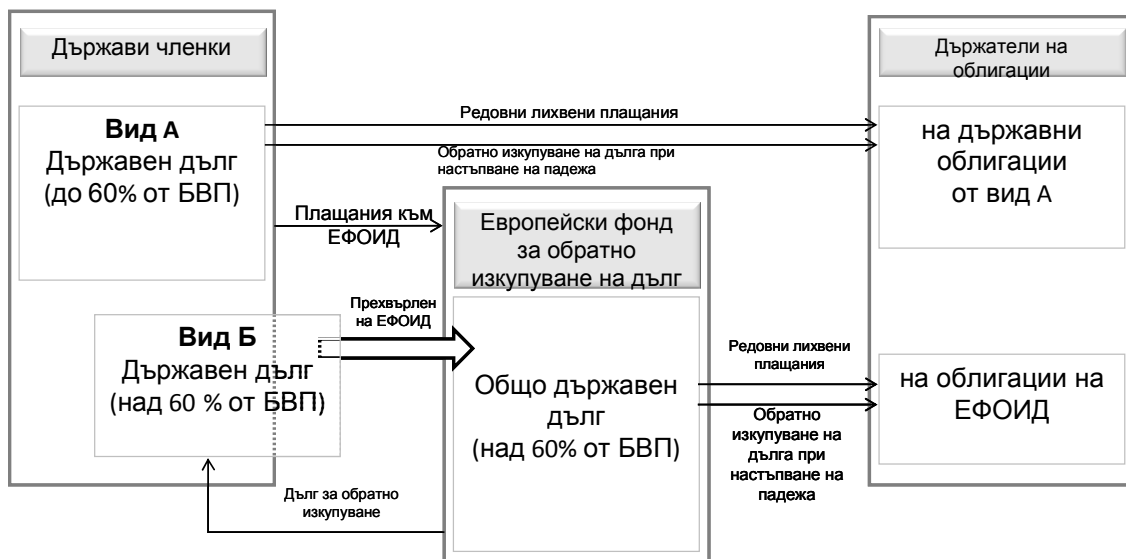 Държави членки
Вид А
Държавен дълг
(до 60% от БВП)
Редовни лихвени плащания
Обратно изкупуване на дълга при
настъпване на падежа
Държатели на
облигации
на държавни
облигации
от вид А
Плащания към
ЕФОИД
Европейски фонд
за обратно
изкупуване на дълг
Вид Б
Държавен дълг
(над 60 % от БВП)
Прехвърлен
на ЕФОИД
Общо държавен
дълг
(над 60% от БВП)
Редовни лихвени
плащания
Обратно
изкупуване на
дълга при
настъпване на
падежа
на облигации на
ЕФОИД
Дълг за обратно
изкупуване